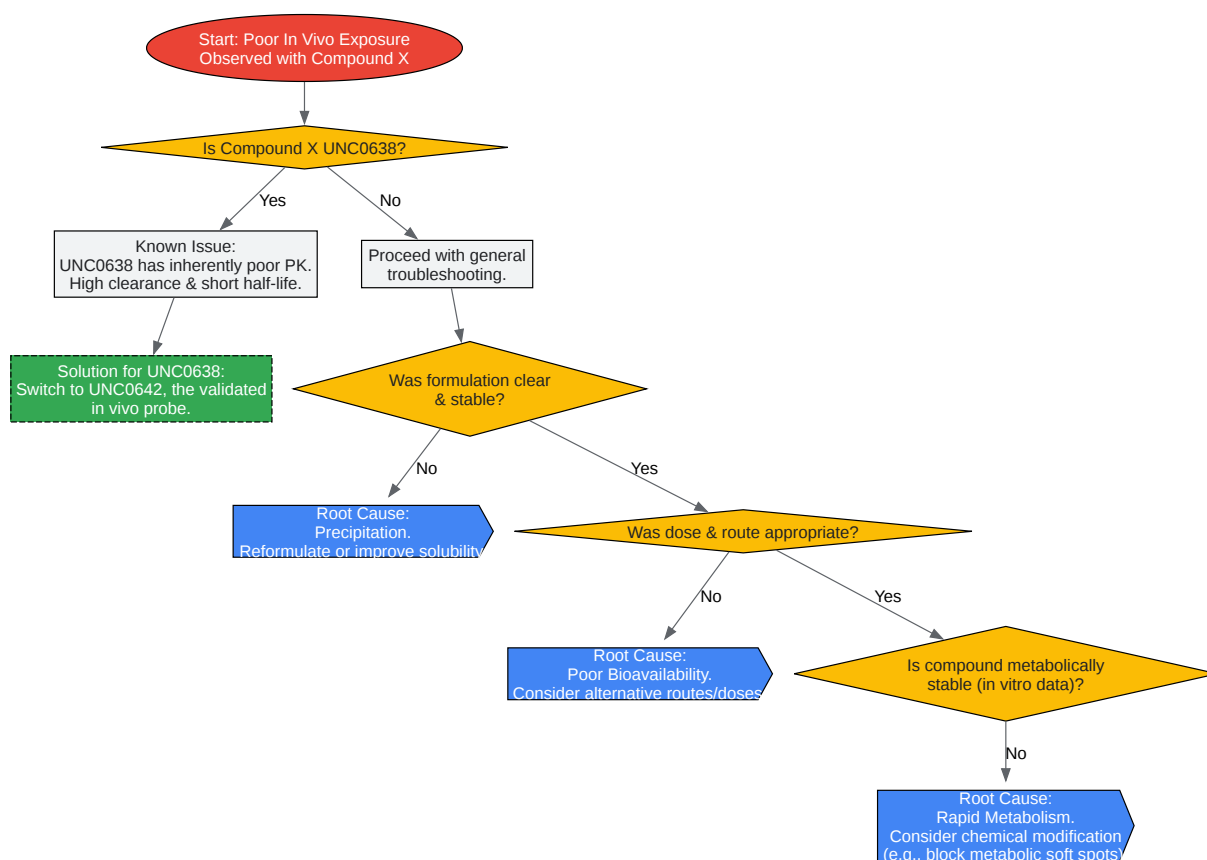 Start: Poor In Vivo Exposure
Observed with Compound X
Is Compound X UNC0638?
Yes
No
Known Issue:
UNC0638 has inherently poor PK.
High clearance & short half-life.
Proceed with general
troubleshooting.
Solution for UNC0638:
Switch to UNC0642, the validated
in vivo probe.
Was formulation clear
& stable?
No
Yes
Root Cause:
Precipitation.
Reformulate or improve solubility
Was dose & route appropriate?
No
Yes
Root Cause:
Poor Bioavailability.
Consider alternative routes/doses
Is compound metabolically
stable (in vitro data)?
No
Root Cause:
Rapid Metabolism.
Consider chemical modification
(e.g., block metabolic soft spots)